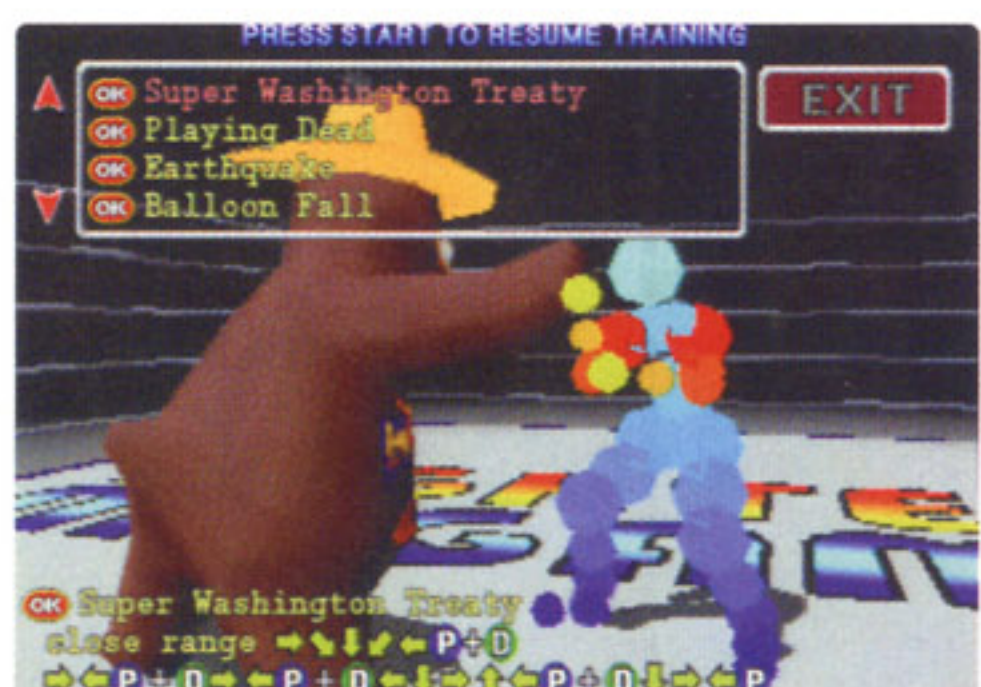 PRESS START TO RESUME TRAINING
OK Super Washington Treaty
EXIT
OK Playing Dead
OK Earthquake
OK Balloon Fall
OK Super Washington Treaty
close range →↘↓↙← P+D
→← P + D →← P + D ←↓→↑← P + D ↓→← P